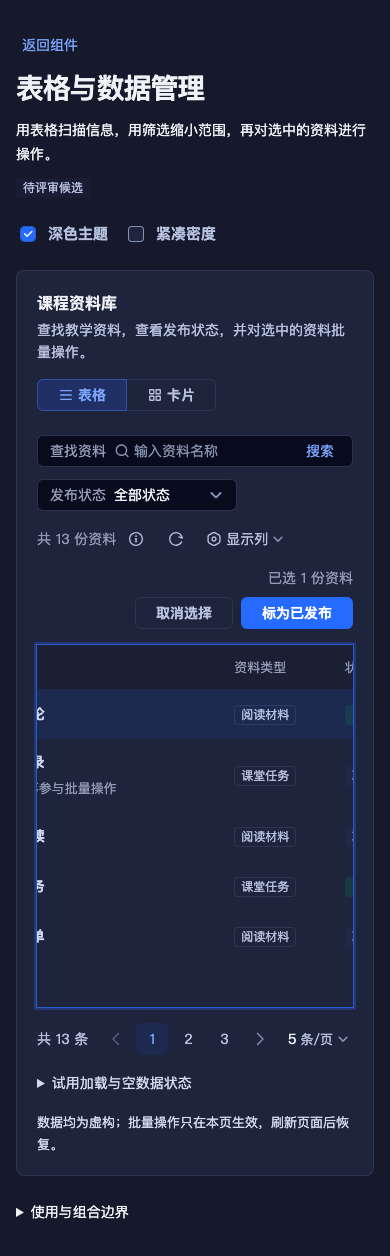 返回组件
表格与数据管理
用表格扫描信息，用筛选缩小范围，再对选中的资料进行
操作。
待评审候选
深色主题 紧凑密度
课程资料库
查找教学资料，查看发布状态，并对选中的资料批
量操作。
表格 卡片
查找资料 输入资料名称 搜索
发布状态 全部状态
共 13 份资料 显示列
已选 1 份资料
取消选择 标为已发布
资料类型
阅读材料
课堂任务
参与批量操作
阅读材料
课堂任务
阅读材料
共 13 条 1 2 3 5 条/页
试用加载与空数据状态
数据均为虚构；批量操作只在本页生效，刷新页面后恢
复。
使用与组合边界